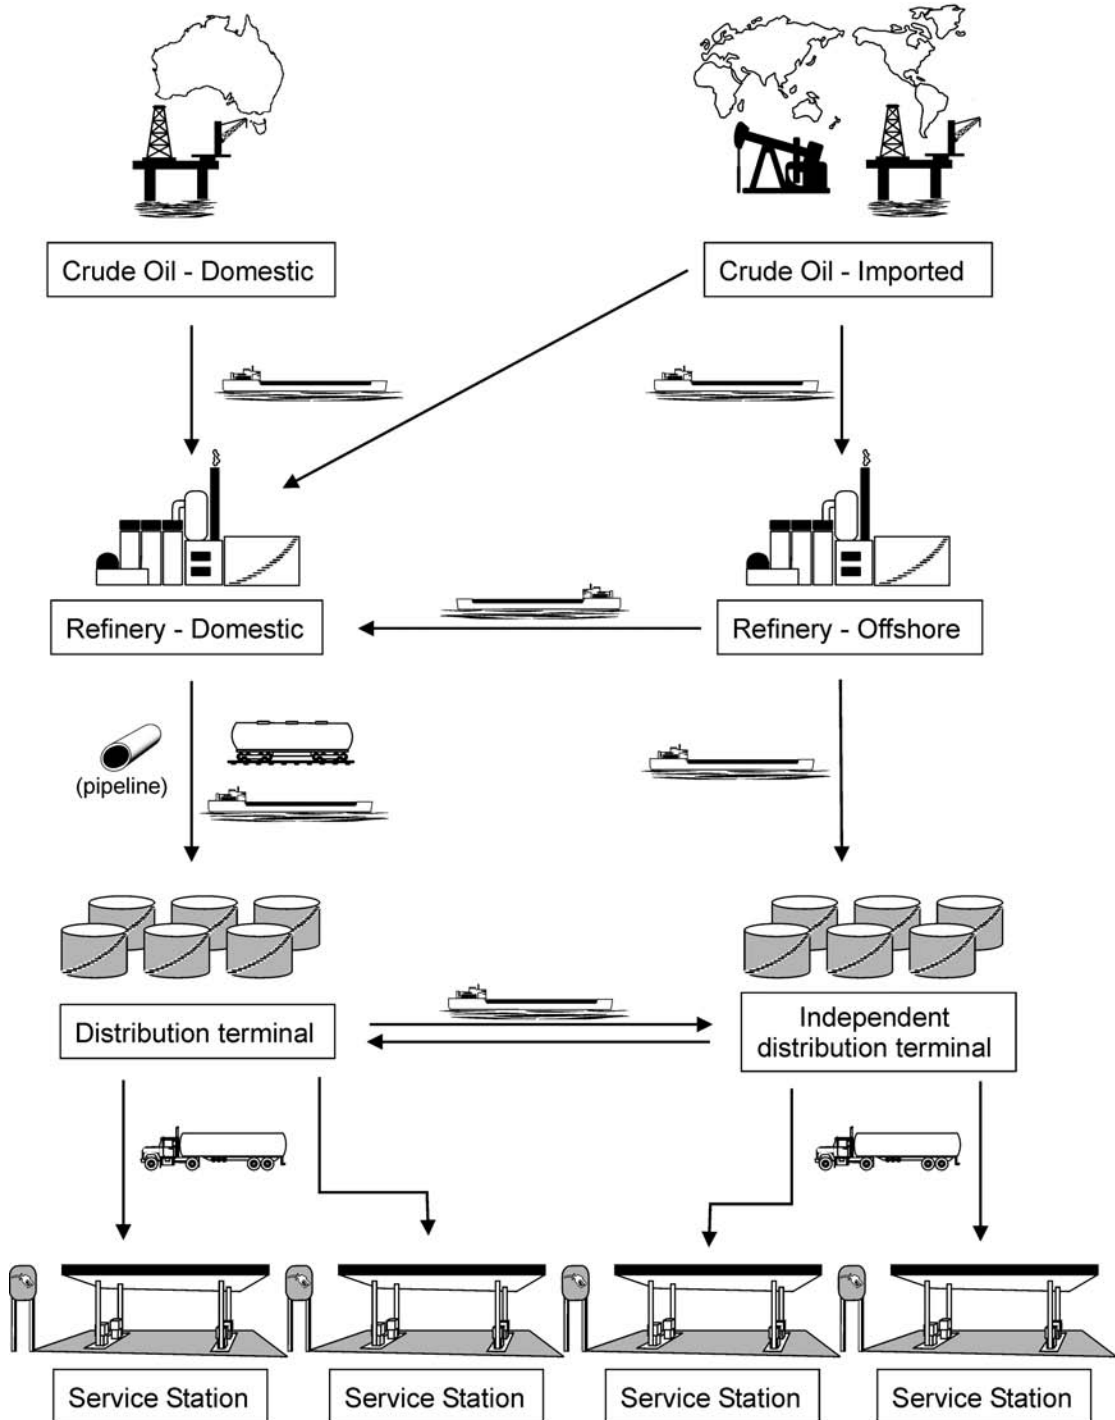 Crude Oil - Domestic
Crude Oil - Imported
Refinery - Domestic
Refinery - Offshore
(pipeline)
Distribution terminal
Independent
distribution terminal
Service Station
Service Station
Service Station
Service Station